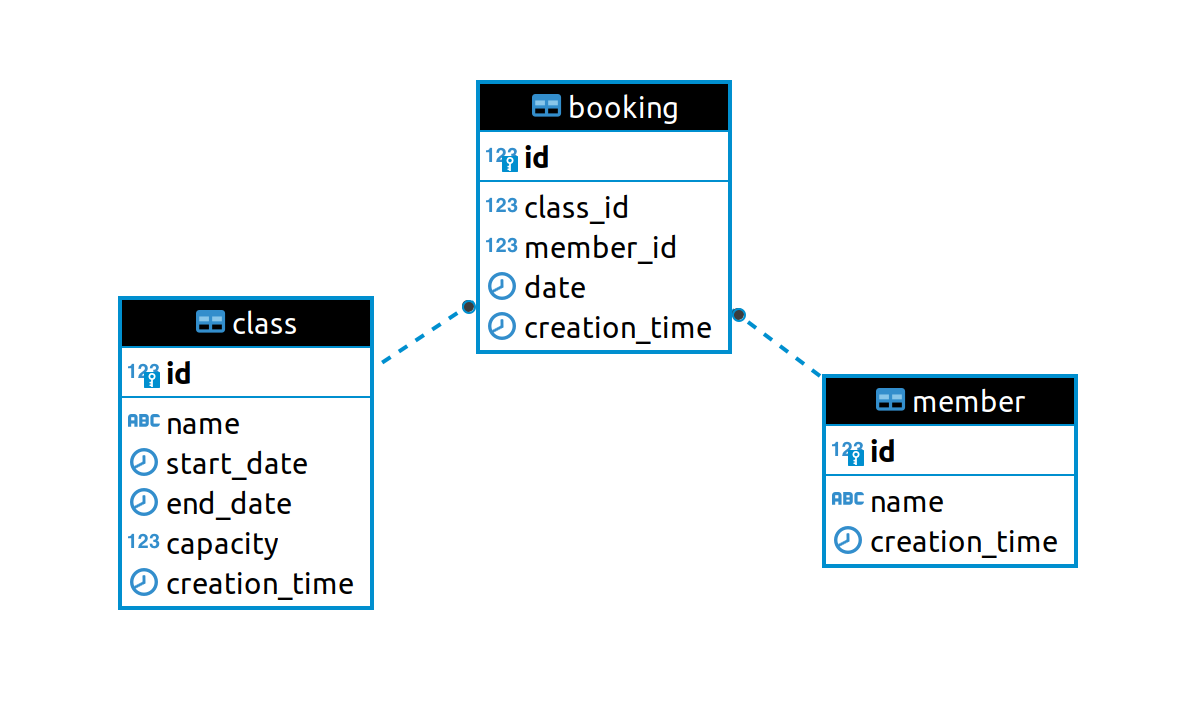 booking
123 id
123 class_id
123 member_id
date
creation_time
class
123 id
ABC name
start_date
end_date
123 capacity
creation_time
member
123 id
ABC name
creation_time